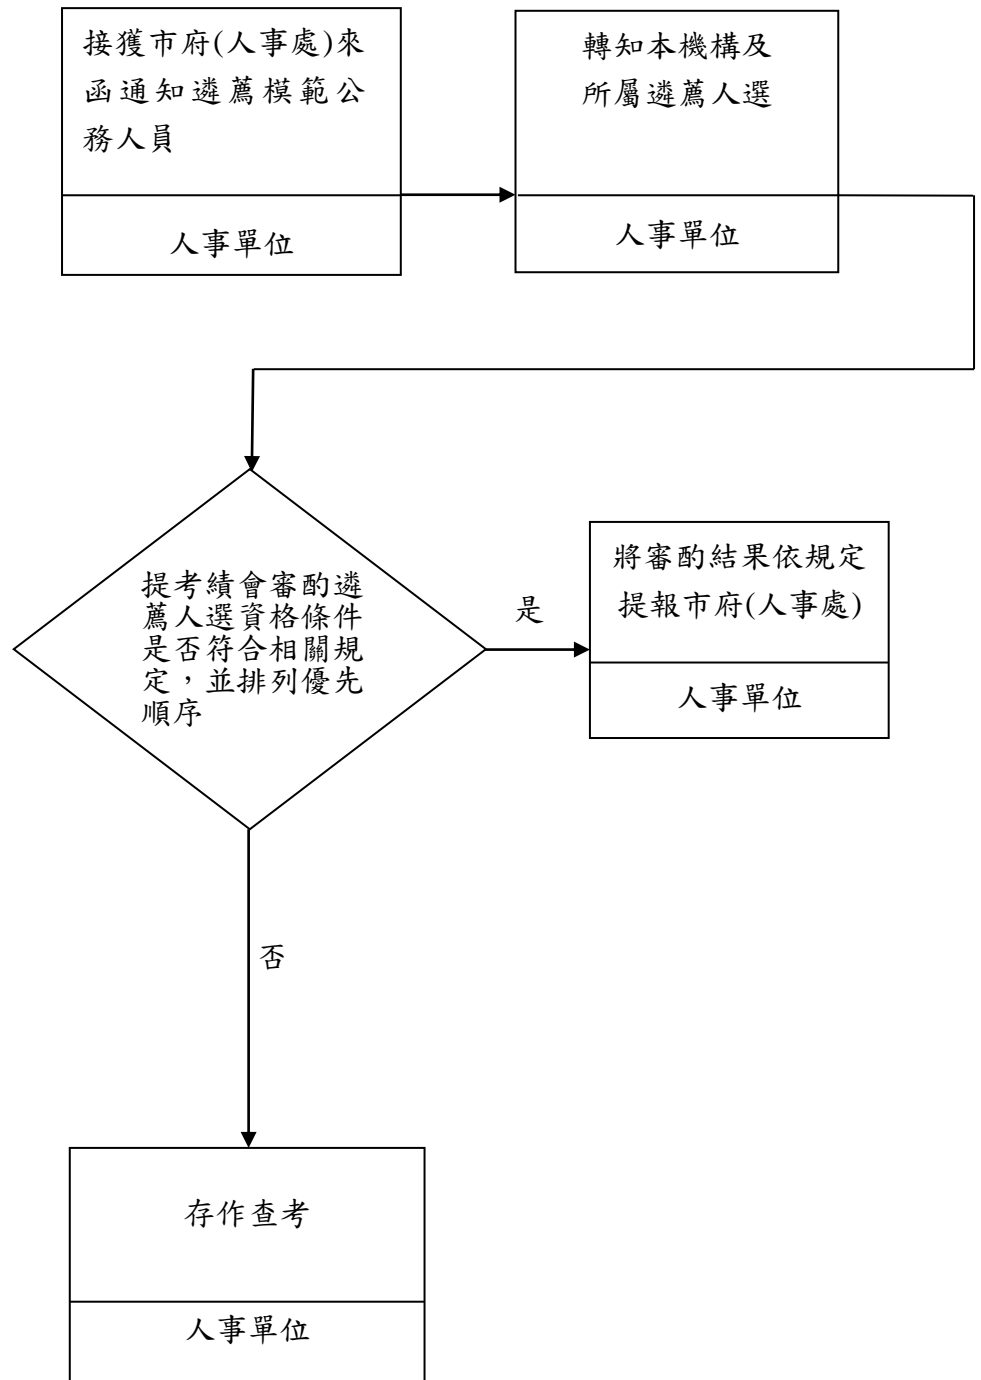 接獲市府(人事處)來
函通知遴薦模範公
務人員
人事單位
轉知本機構及
所屬遴薦人選
人事單位
提考績會審酌遴
薦人選資格條件
是否符合相關規
定，並排列優先
順序
是
將審酌結果依規定
提報市府(人事處)
人事單位
否
存作查考
人事單位